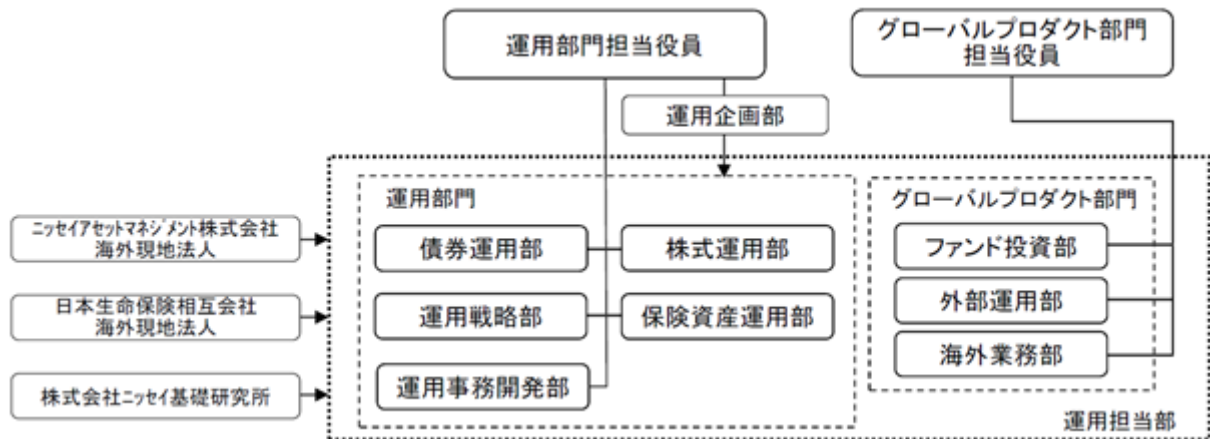 運用部門担当役員
グローバルプロダクト部門
担当役員
運用企画部
運用部門
グローバルプロダクト部門
ニッセイアセットマネジメント株式会社
海外現地法人
債券運用部
株式運用部
ファンド投資部
日本生命保険相互会社
海外現地法人
運用戦略部
保険資産運用部
外部運用部
海外業務部
株式会社ニッセイ基礎研究所
運用事務開発部
運用担当部